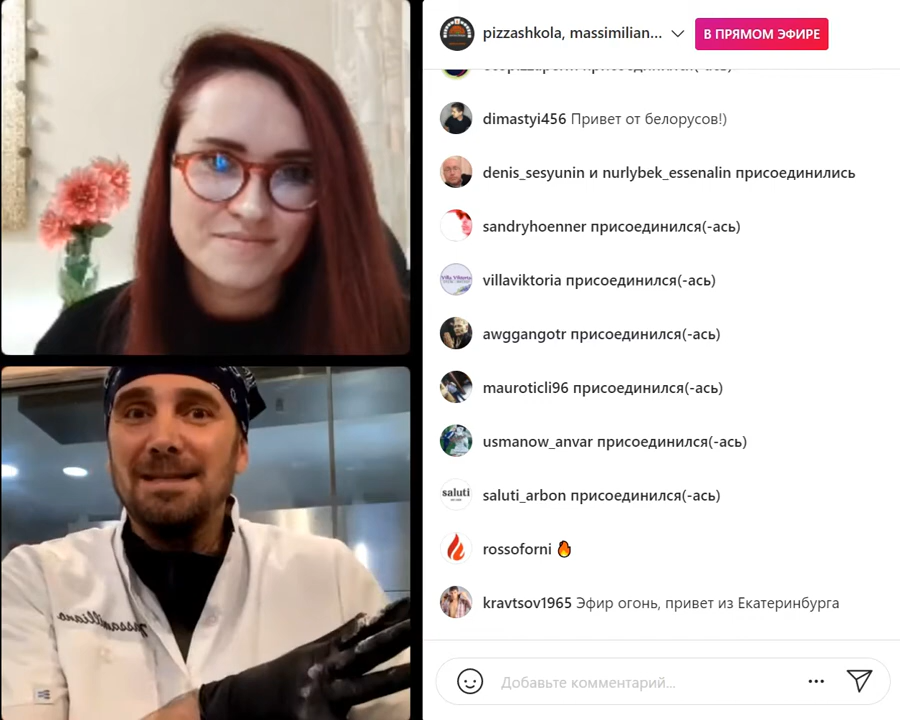 pizzashkola, massimilian...
В ПРЯМОМ ЭФИРЕ
dimastyi456 Привет от белорусов!)
denis_sesyunin и nurlybek_essenalin присоединились
sandryhoenner присоединился(-ась)
villaviktoria присоединился(-ась)
awggangotr присоединился(-ась)
mauroticli96 присоединился(-ась)
usmanow_anvar присоединился(-ась)
saluti
saluti_arbon присоединился(-ась)
rossoforni 🔥
kravtsov1965 Эфир огонь, привет из Екатеринбурга
Добавьте комментарий...
Massimiliano